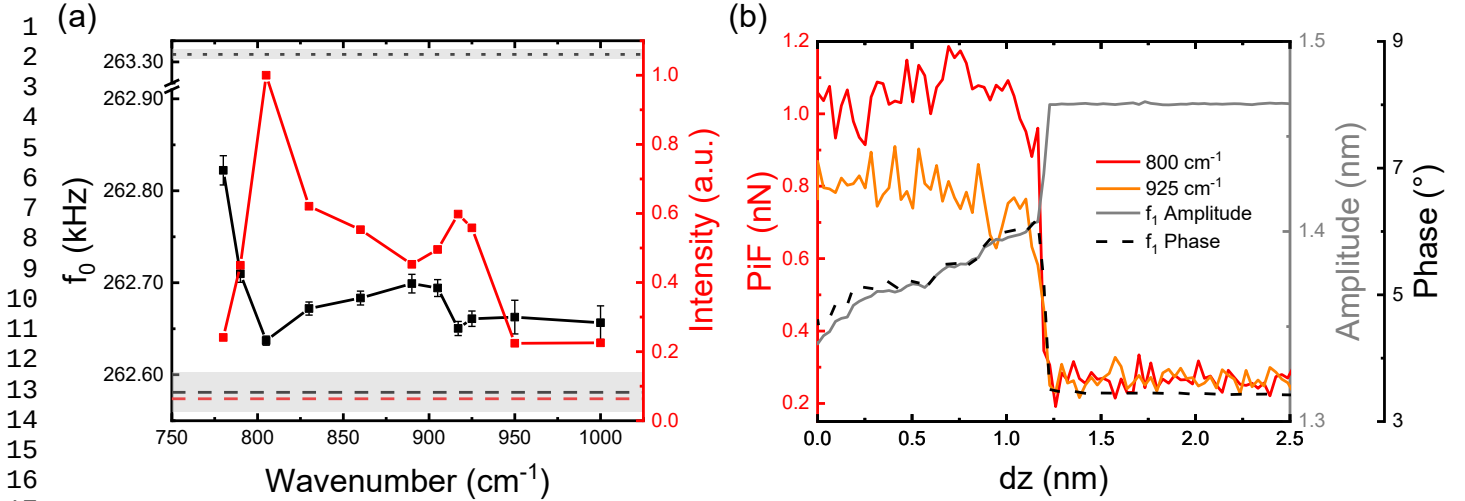 1
2
3
4
5
6
7
8
9
10
11
12
13
14
15
16
(a)
f0 (kHz)
263.30
262.90
262.80
262.70
262.60
750 800 850 900 950 1000
Wavenumber (cm-1)
1.0
0.8
0.6
0.4
0.2
0.0
Intensity (a.u.)
(b)
PiF (nN)
1.2
1.0
0.8
0.6
0.4
0.2
0.0 0.5 1.0 1.5 2.0 2.5
dz (nm)
800 cm-1
925 cm-1
f1 Amplitude
f1 Phase
1.5
1.4
1.3
Amplitude (nm)
9
7
5
3
Phase (°)